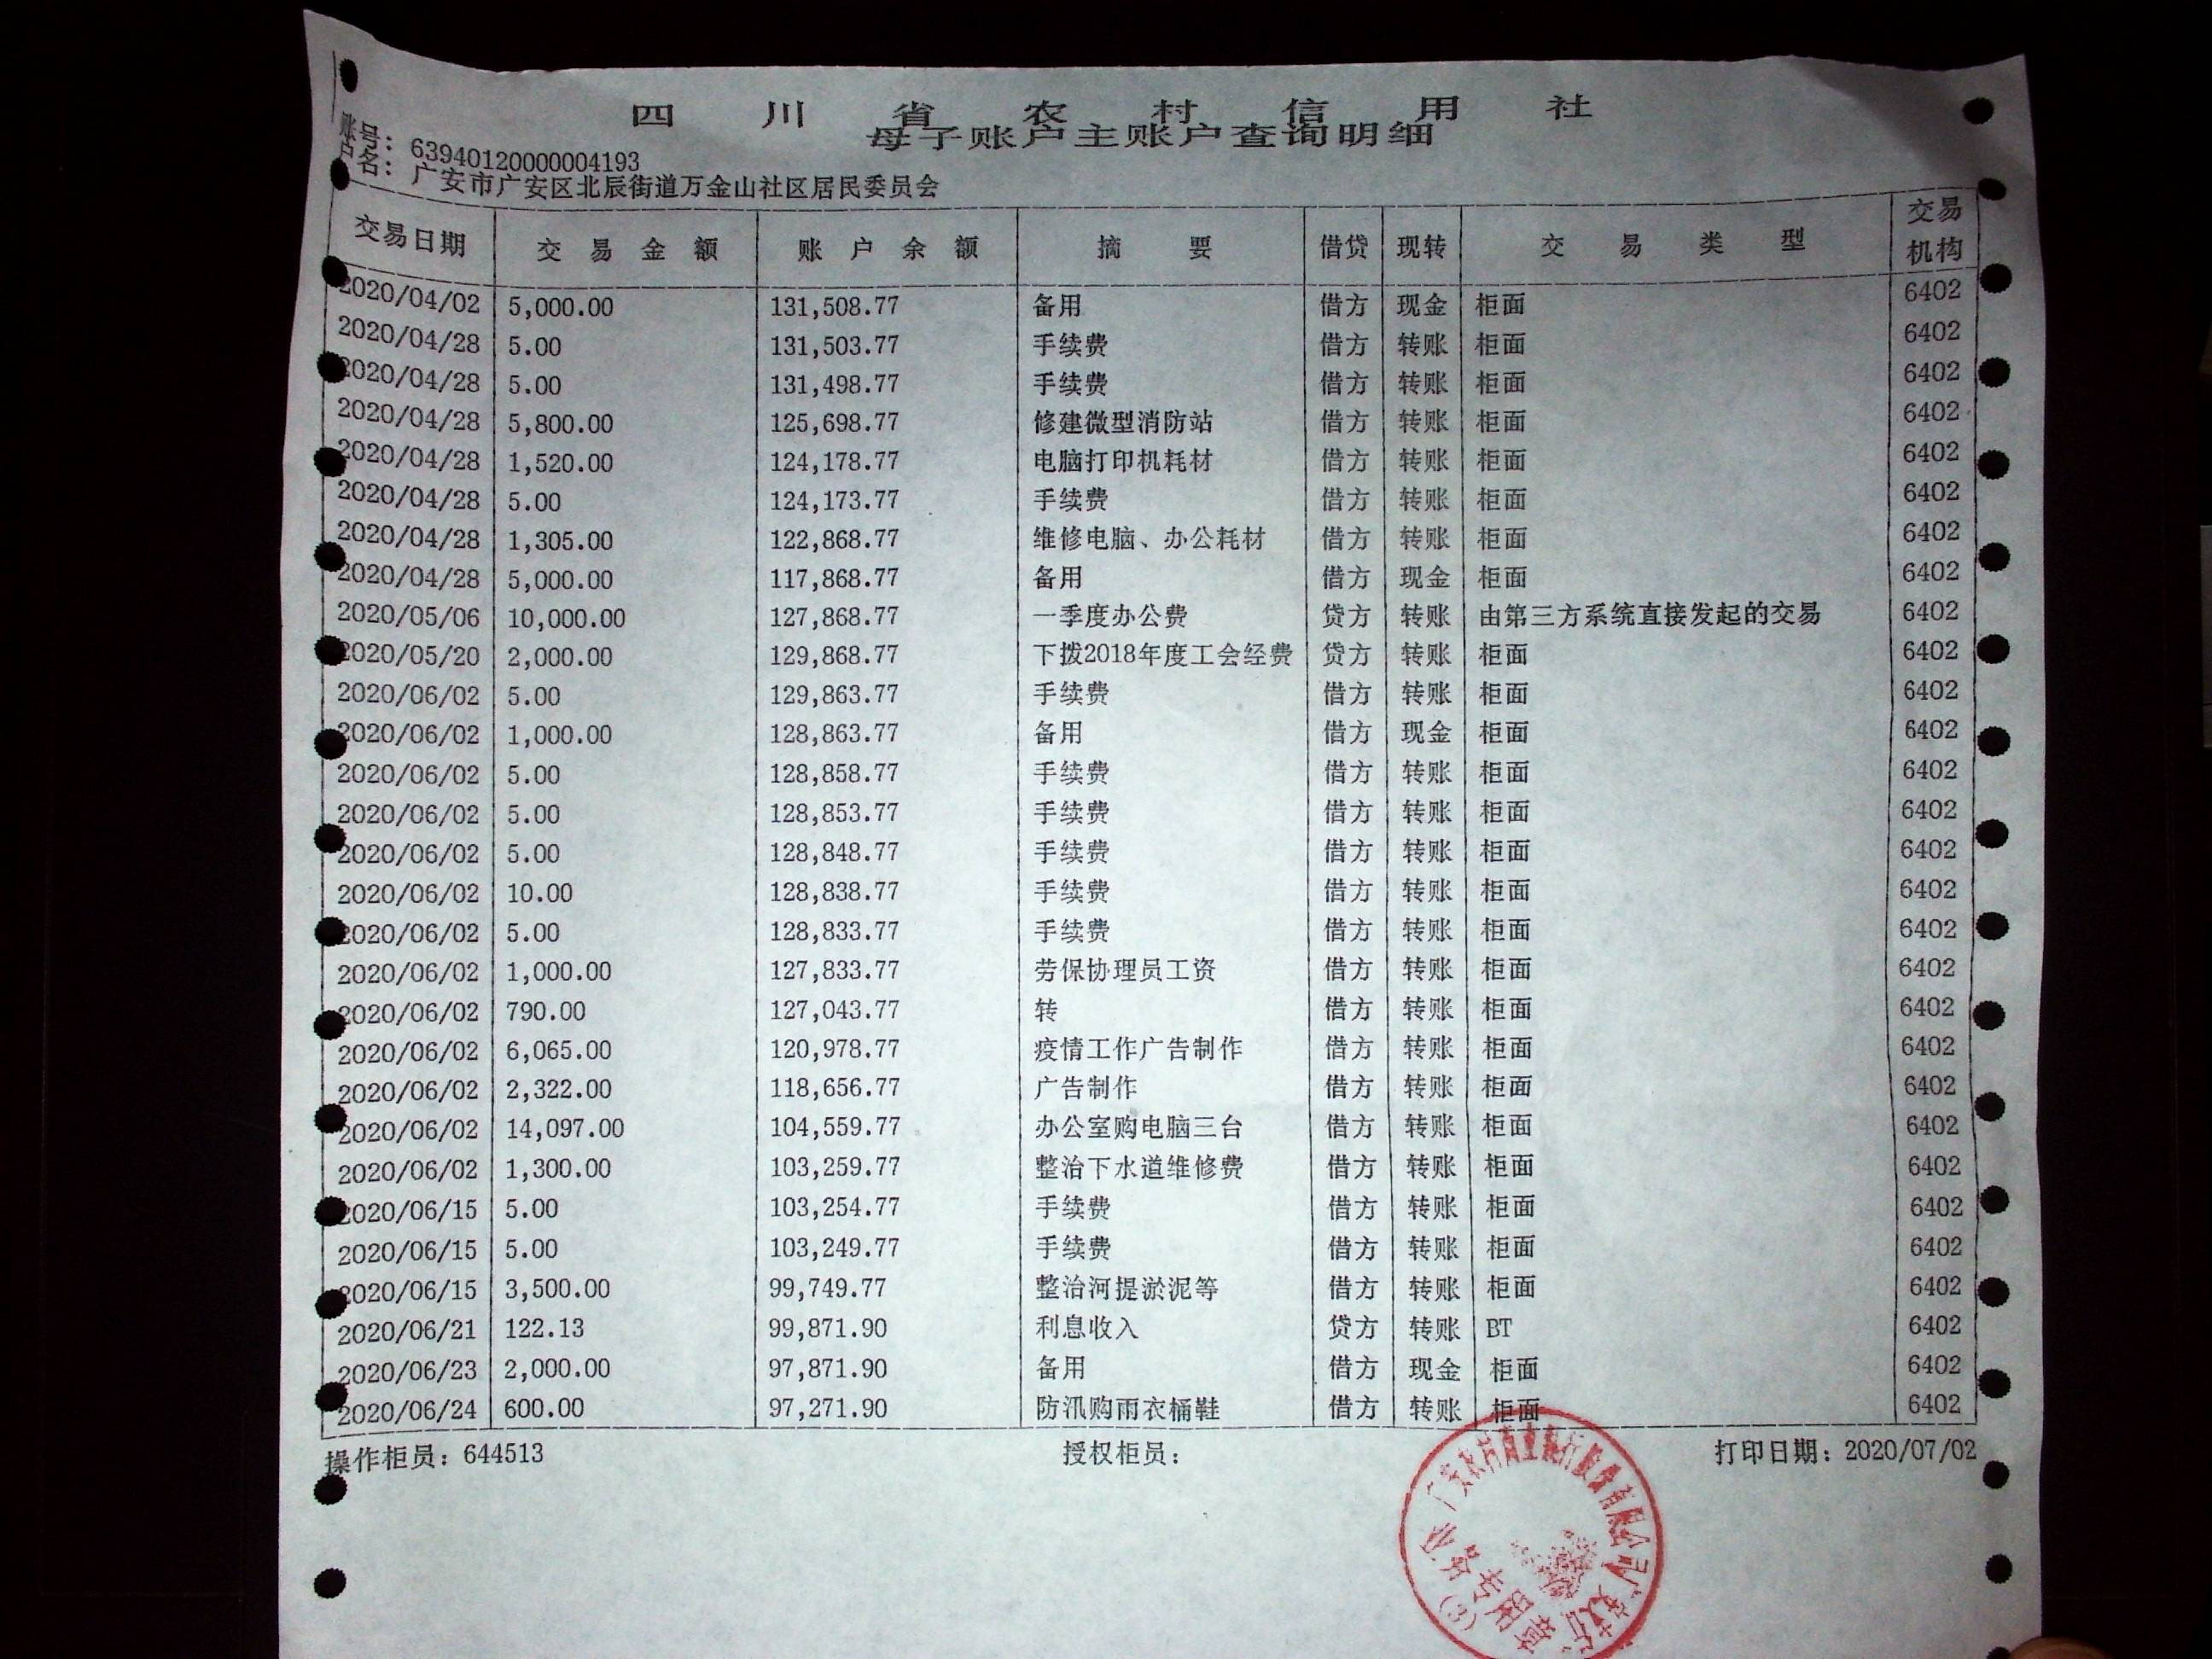 四川省农村信用社
母子账户主账户查询明细
账号：63940120000004193
户名：广安市广安区北辰街道万金山社区居民委员会
交易日期 交易金额 账户余额 摘要 借贷 现转 交易类型 交易机构
2020/04/02 5,000.00 131,508.77 备用 借方 现金 柜面 6402
2020/04/28 5.00 131,503.77 手续费 借方 转账 柜面 6402
2020/04/28 5.00 131,498.77 手续费 借方 转账 柜面 6402
2020/04/28 5,800.00 125,698.77 修建微型消防站 借方 转账 柜面 6402
2020/04/28 1,520.00 124,178.77 电脑打印机耗材 借方 转账 柜面 6402
2020/04/28 5.00 124,173.77 手续费 借方 转账 柜面 6402
2020/04/28 1,305.00 122,868.77 维修电脑、办公耗材 借方 转账 柜面 6402
2020/04/28 5,000.00 117,868.77 备用 借方 现金 柜面 6402
2020/05/06 10,000.00 127,868.77 一季度办公费 贷方 转账 由第三方系统直接发起的交易 6402
2020/05/20 2,000.00 129,868.77 下拨2018年度工会经费 贷方 转账 柜面 6402
2020/06/02 5.00 129,863.77 手续费 借方 转账 柜面 6402
2020/06/02 1,000.00 128,863.77 备用 借方 现金 柜面 6402
2020/06/02 5.00 128,858.77 手续费 借方 转账 柜面 6402
2020/06/02 5.00 128,853.77 手续费 借方 转账 柜面 6402
2020/06/02 5.00 128,848.77 手续费 借方 转账 柜面 6402
2020/06/02 10.00 128,838.77 手续费 借方 转账 柜面 6402
2020/06/02 5.00 128,833.77 手续费 借方 转账 柜面 6402
2020/06/02 1,000.00 127,833.77 劳保协理员工资 借方 转账 柜面 6402
2020/06/02 790.00 127,043.77 转 借方 转账 柜面 6402
2020/06/02 6,065.00 120,978.77 疫情工作广告制作 借方 转账 柜面 6402
2020/06/02 2,322.00 118,656.77 广告制作 借方 转账 柜面 6402
2020/06/02 14,097.00 104,559.77 办公室购电脑三台 借方 转账 柜面 6402
2020/06/02 1,300.00 103,259.77 整治下水道维修费 借方 转账 柜面 6402
2020/06/15 5.00 103,254.77 手续费 借方 转账 柜面 6402
2020/06/15 5.00 103,249.77 手续费 借方 转账 柜面 6402
2020/06/15 3,500.00 99,749.77 整治河提淤泥等 借方 转账 柜面 6402
2020/06/21 122.13 99,871.90 利息收入 贷方 转账 BT 6402
2020/06/23 2,000.00 97,871.90 备用 借方 现金 柜面 6402
2020/06/24 600.00 97,271.90 防汛购雨衣桶鞋 借方 转账 柜面 6402
操作柜员：644513 授权柜员： 打印日期：2020/07/02
广安农村商业银行股份有限公司广安
业务专用章
(3)